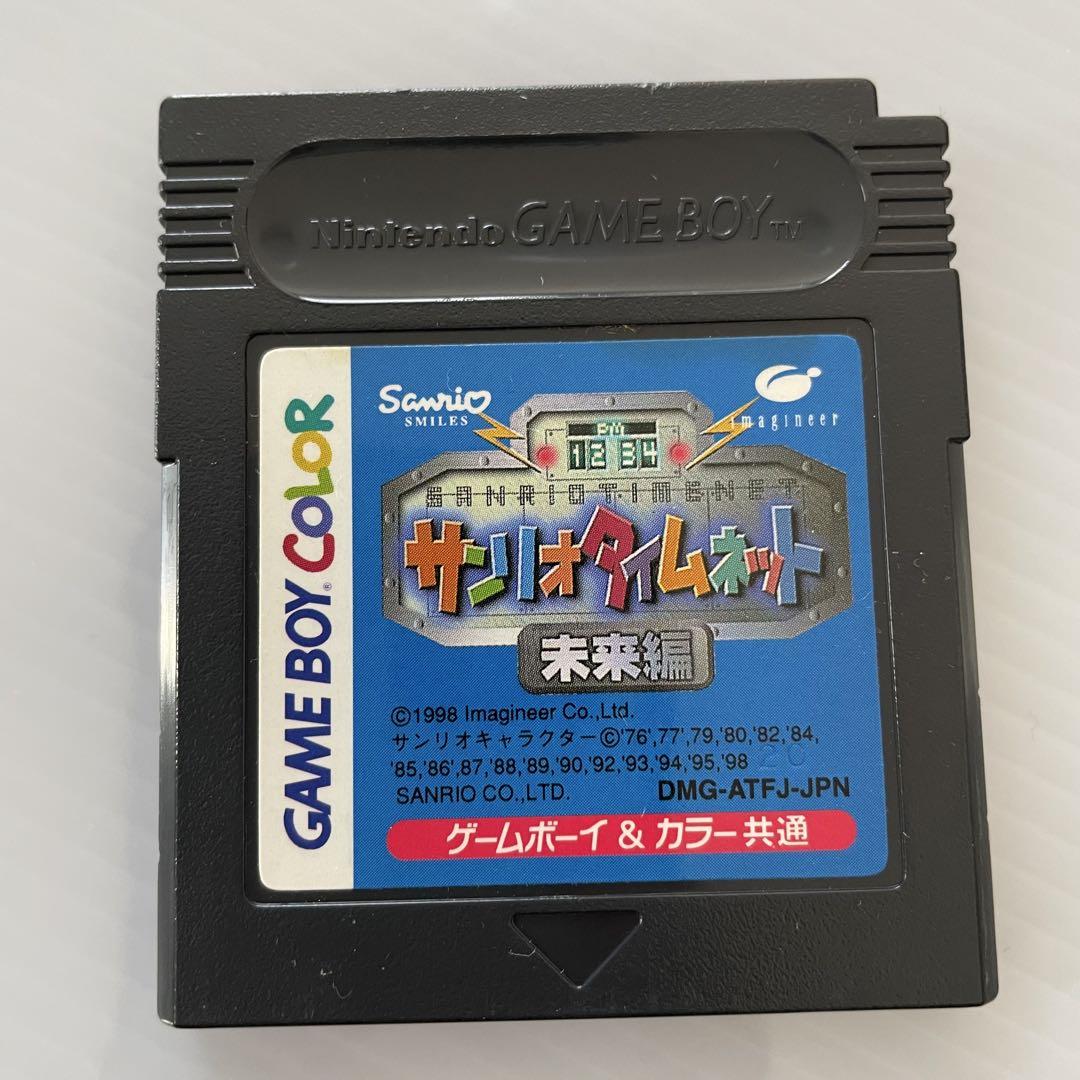 Nintendo GAME BOY™
GAME BOY® COLOR
Sanrio
SMILES
imagineer
PM
12 34
SANRIOTIMENET
サンリオタイムネット
未来編
©1998 Imagineer Co.,Ltd.
サンリオキャラクター©'76','77','79,'80,'82,'84,
'85,'86','87,'88,'89,'90,'92,'93,'94,'95,'98
20
SANRIO CO.,LTD.
DMG-ATFJ-JPN
ゲームボーイ & カラー共通